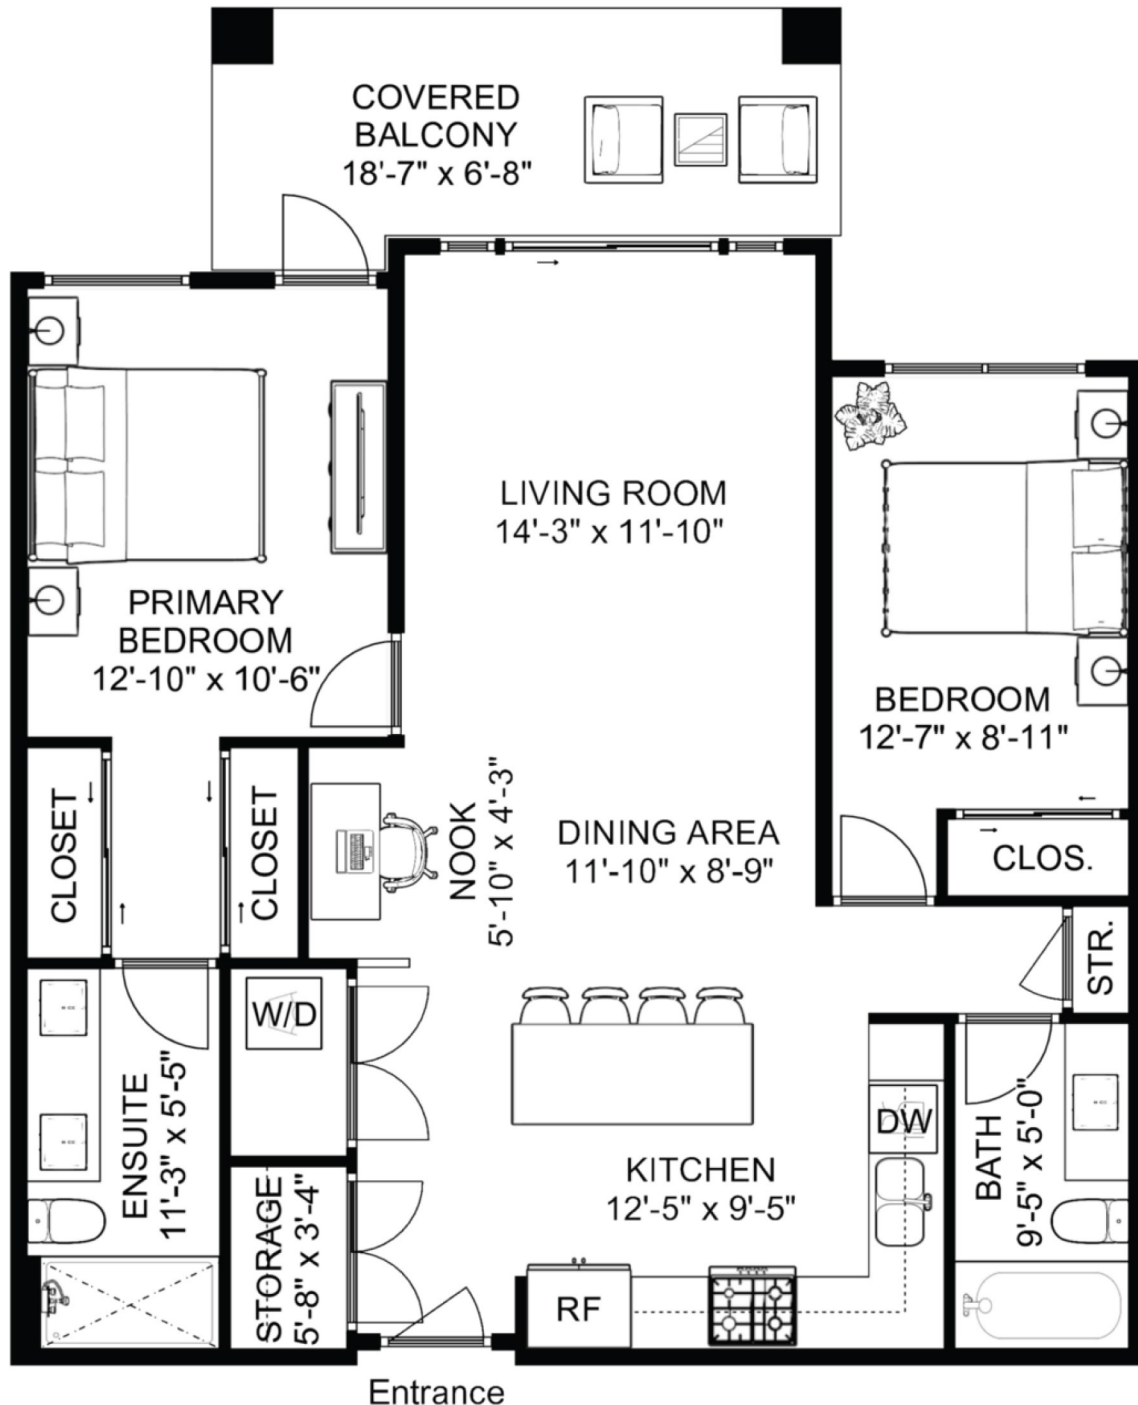 COVERED
BALCONY
18'-7" x 6'-8"
LIVING ROOM
14'-3" x 11'-10"
PRIMARY
BEDROOM
12'-10" x 10'-6"
BEDROOM
12'-7" x 8'-11"
CLOSET
CLOSET
NOOK
5'-10" x 4'-3"
DINING AREA
11'-10" x 8'-9"
CLOS.
STR.
W/D
ENSUITE
11'-3" x 5'-5"
DW
BATH
9'-5" x 5'-0"
KITCHEN
12'-5" x 9'-5"
STORAGE
5'-8" x 3'-4"
RF
Entrance